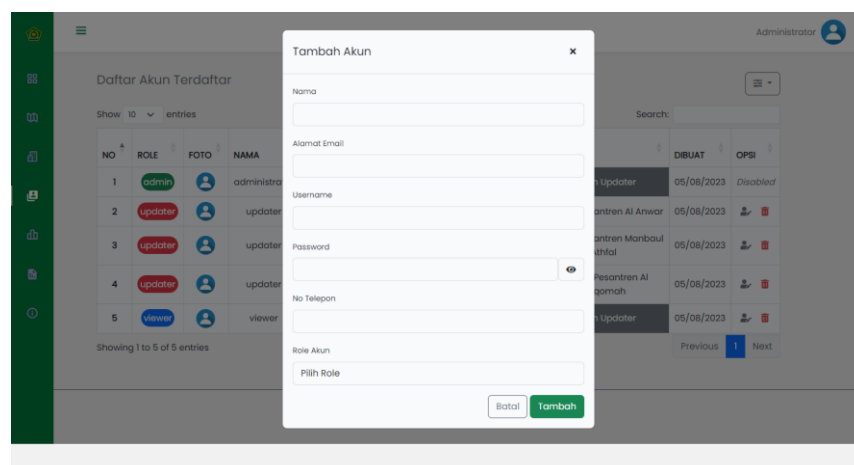 Administrator
Tambah Akun ×
Daftar Akun Terdaftar
Nama
Show 10 entries
Search:
Alamat Email
NO ROLE FOTO NAMA DIBUAT OPSI
1 admin administra Updater 05/08/2023 Disabled
Username
2 updater updater antren Al Anwar 05/08/2023
Password
3 updater updater antren Manbaul
thfal 05/08/2023
No Telepon
4 updater updater Pesantren Al
qomah 05/08/2023
5 viewer viewer Updater 05/08/2023
Role Akun
Pilih Role
Showing 1 to 5 of 5 entries
Previous 1 Next
Batal Tambah